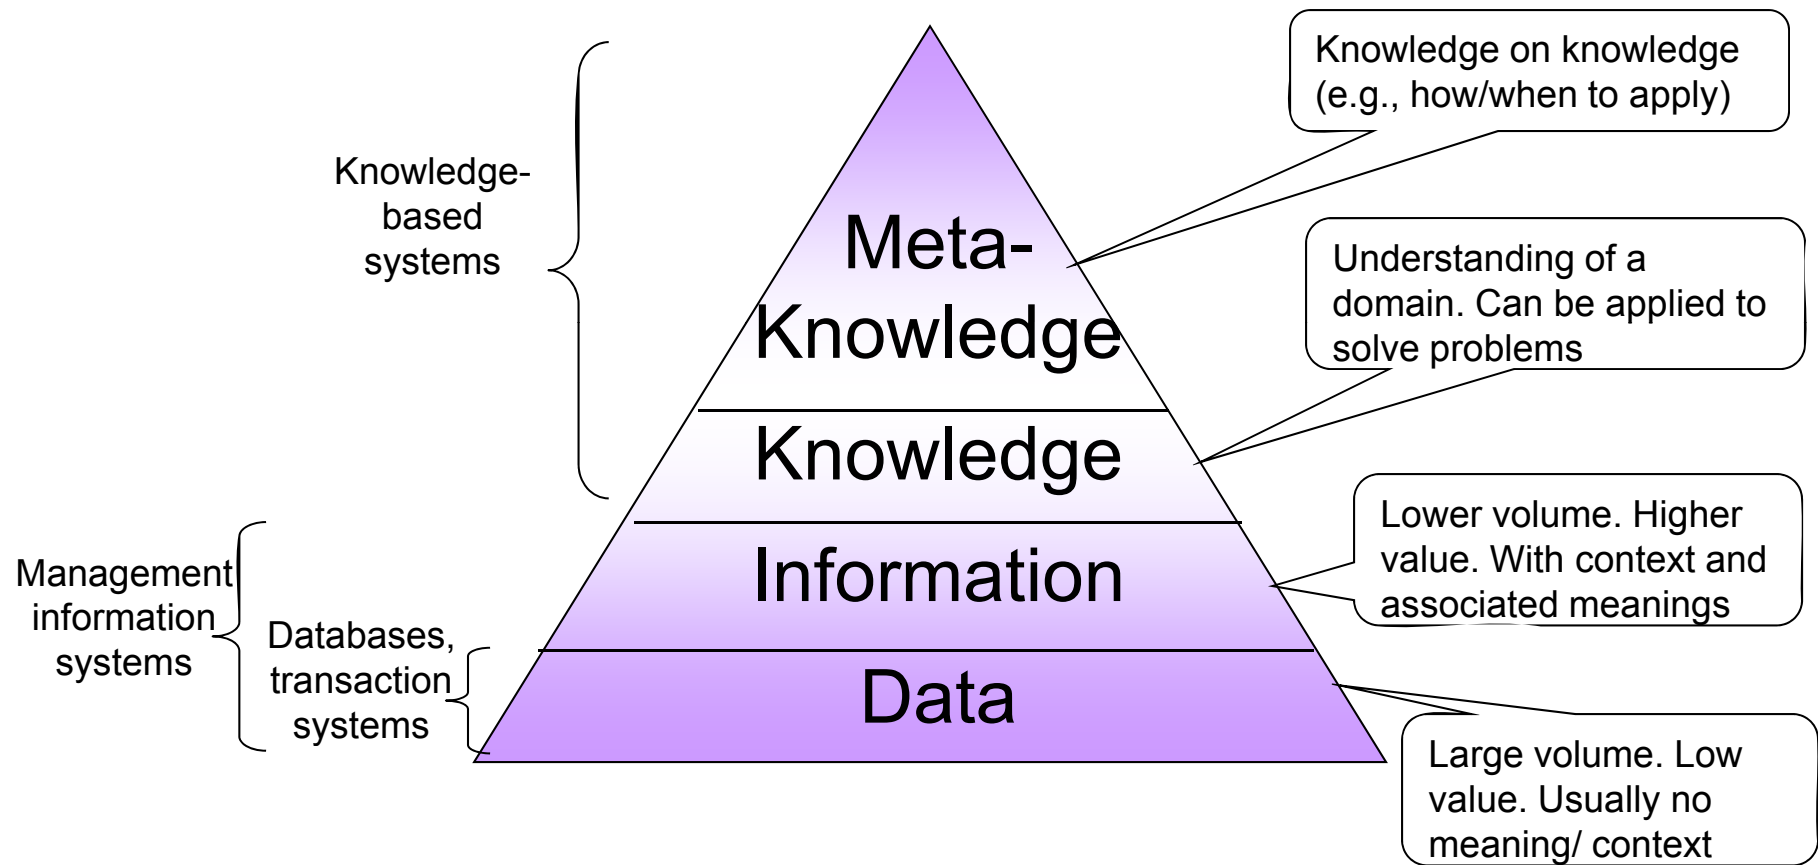 Knowledge on knowledge
(e.g., how/when to apply)
Knowledge-
based
systems
Meta-
Knowledge
Understanding of a
domain. Can be applied to
solve problems
Knowledge
Lower volume. Higher
value. With context and
associated meanings
Management
information
systems
Information
Databases,
transaction
systems
Data
Large volume. Low
value. Usually no
meaning/ context